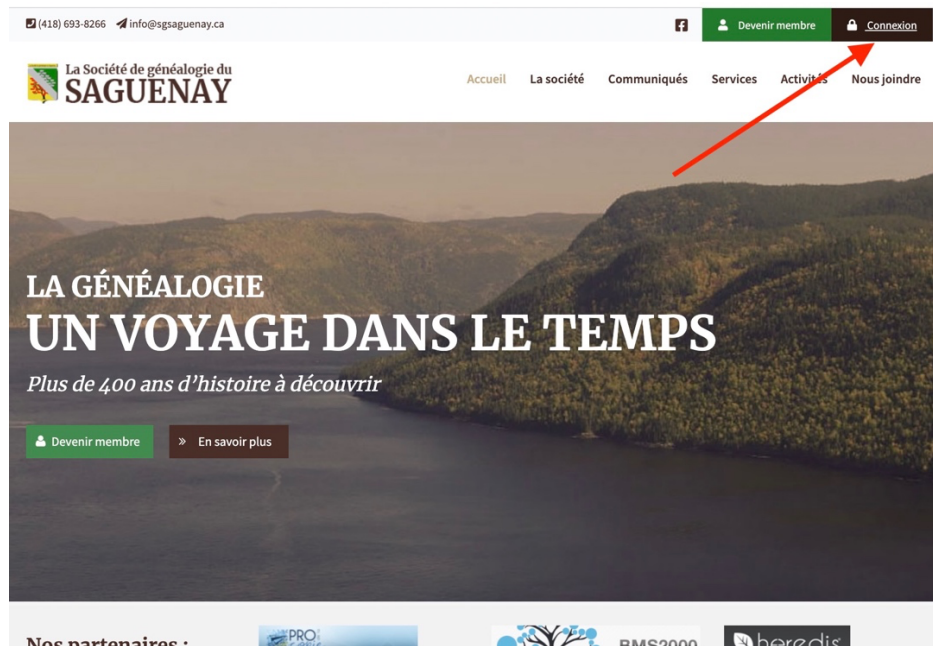 (418) 693-8266 info@sgsaguenay.ca
Devenir membre Connexion
La Société de généalogie du
SAGUENAY
Accueil La société Communiqués Services Activités Nous joindre
LA GÉNÉALOGIE
UN VOYAGE DANS LE TEMPS
Plus de 400 ans d’histoire à découvrir
Devenir membre » En savoir plus
Nos partenaires :
PRO
BMS2000
heredis